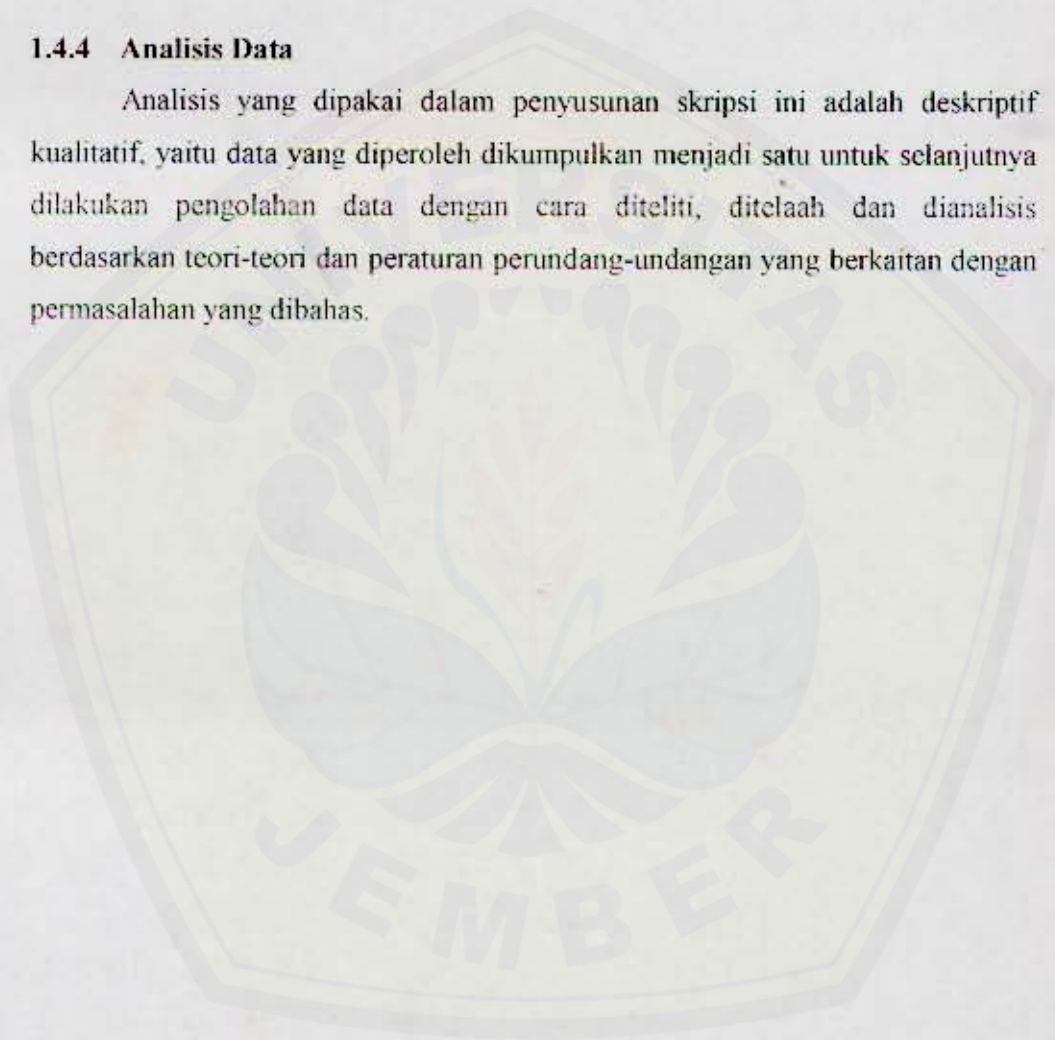 1.4.4 Analisis Data
Analisis yang dipakai dalam penyusunan skripsi ini adalah deskriptif
kualitatif, yaitu data yang diperoleh dikumpulkan menjadi satu untuk selanjutnya
dilakukan pengolahan data dengan cara diteliti, ditelaah dan dianalisis
berdasarkan teori-teori dan peraturan perundang-undangan yang berkaitan dengan
permasalahan yang dibahas.
UNIVERSITAS
JEMBER